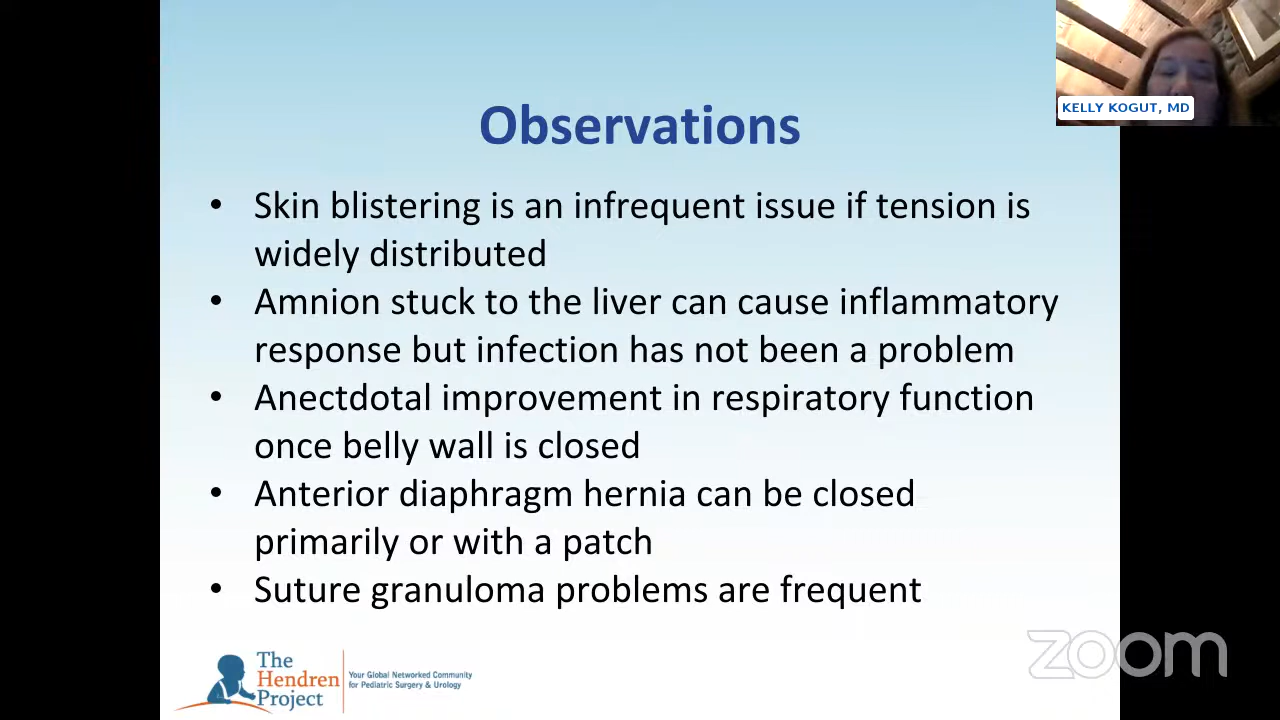 KELLY KOGUT, MD
Observations
• Skin blistering is an infrequent issue if tension is
widely distributed
• Amnion stuck to the liver can cause inflammatory
response but infection has not been a problem
• Anectdotal improvement in respiratory function
once belly wall is closed
• Anterior diaphragm hernia can be closed
primarily or with a patch
• Suture granuloma problems are frequent
The
Hendren
Project
Your Global Networked Community
for Pediatric Surgery & Urology
zoom